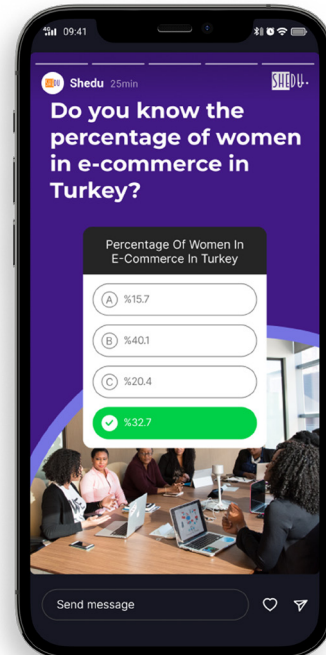 4G 09:41
Shedu 25min
SHEDU.
Do you know the
percentage of women
in e-commerce in
Turkey?
Percentage Of Women In
E-Commerce In Turkey
A %15.7
B %40.1
C %20.4
%32.7
Send message